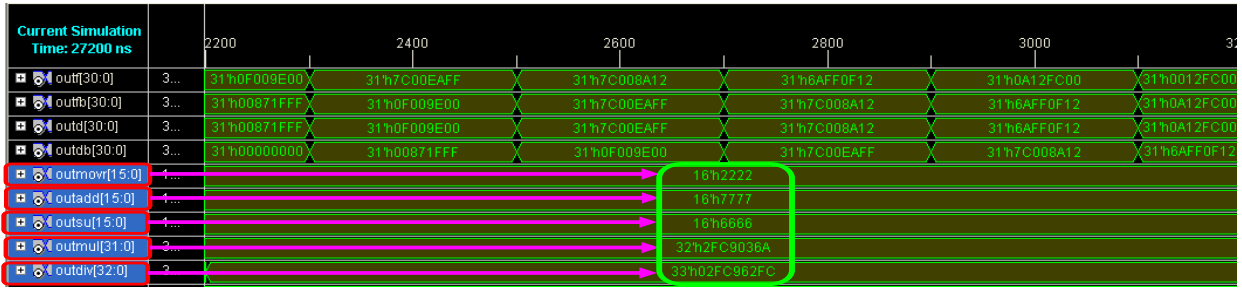 Current Simulation
Time: 27200 ns
2200 2400 2600 2800 3000 32
outf[30:0] 3... 31'h0F009E00 31'h7C00EAFF 31'h7C008A12 31'h6AFF0F12 31'h0A12FC00 31'h0012FC00
outfb[30:0] 3... 31'h00871FFF 31'h0F009E00 31'h7C00EAFF 31'h7C008A12 31'h6AFF0F12 31'h0A12FC00
outd[30:0] 3... 31'h00871FFF 31'h0F009E00 31'h7C00EAFF 31'h7C008A12 31'h6AFF0F12 31'h0A12FC00
outdb[30:0] 3... 31'h00000000 31'h00871FFF 31'h0F009E00 31'h7C00EAFF 31'h7C008A12 31'h6AFF0F12
outmovr[15:0] 1... 16'h2222
outadd[15:0] 1... 16'h7777
outsu[15:0] 1... 16'h6666
outmul[31:0] 3... 32'h2FC9036A
outdiv[32:0] 3... 33'h02FC962FC